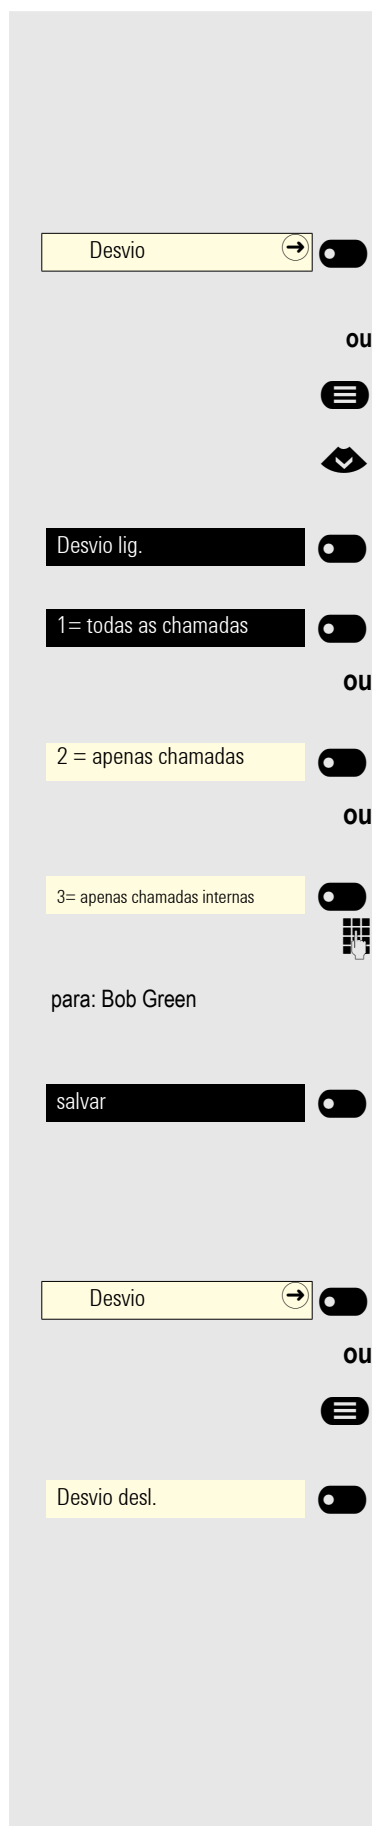 Desvio
ou
Desvio lig.
1= todas as chamadas
ou
2 = apenas chamadas
ou
3= apenas chamadas internas
para: Bob Green
salvar
Desvio
ou
Desvio desl.